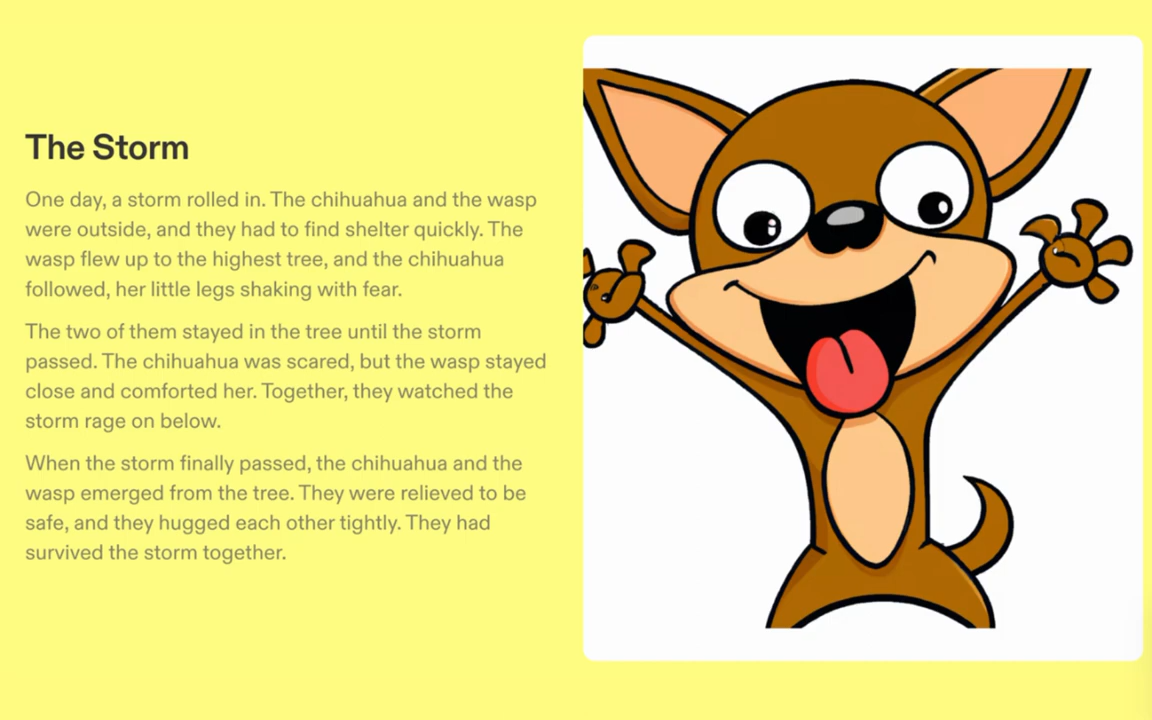 The Storm
One day, a storm rolled in. The chihuahua and the wasp
were outside, and they had to find shelter quickly. The
wasp flew up to the highest tree, and the chihuahua
followed, her little legs shaking with fear.
The two of them stayed in the tree until the storm
passed. The chihuahua was scared, but the wasp stayed
close and comforted her. Together, they watched the
storm rage on below.
When the storm finally passed, the chihuahua and the
wasp emerged from the tree. They were relieved to be
safe, and they hugged each other tightly. They had
survived the storm together.